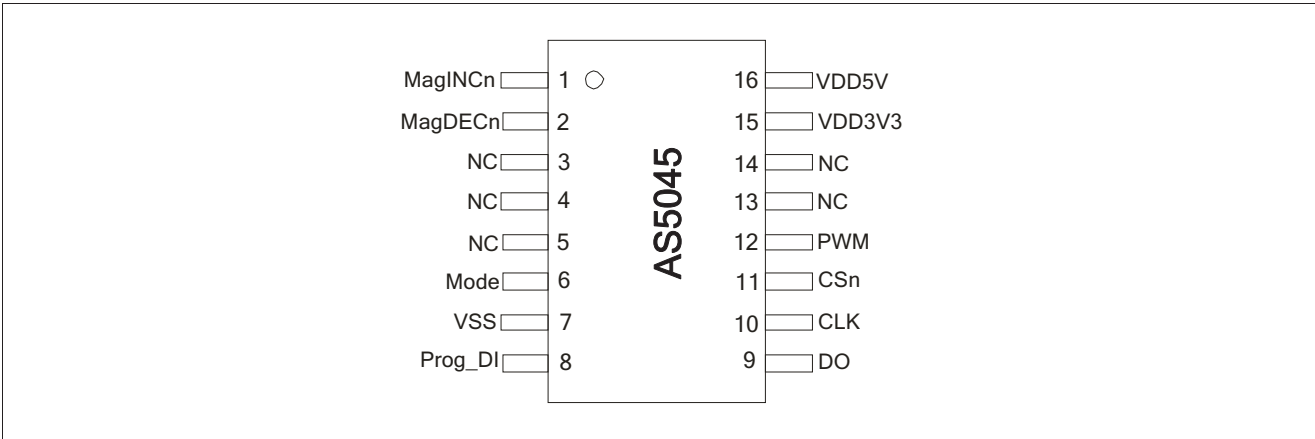 MagINCn 1 16 VDD5V
MagDECn 2 15 VDD3V3
NC 3 14 NC
NC 4 13 NC
NC 5 12 PWM
Mode 6 11 CSn
VSS 7 10 CLK
Prog_DI 8 9 DO
AS5045